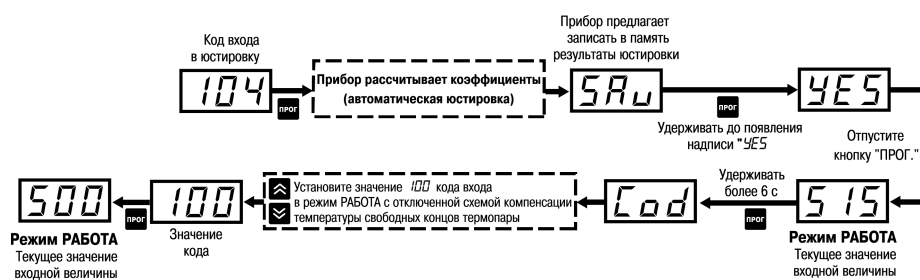 Код входа
в юстировку
104
ПРОГ
Прибор рассчитывает коэффициенты
(автоматическая юстировка)
Прибор предлагает
записать в память
результаты юстировки
SAu
ПРОГ
Удерживать до появления
надписи "YES
YES
Отпустите
кнопку "ПРОГ."
500
Режим РАБОТА
Текущее значение
входной величины
ПРОГ
100
Значение
кода
Установите значение 100 кода входа
в режим РАБОТА с отключенной схемой компенсации
температуры свободных концов термопары
Cod
Удерживать
более 6 с
ПРОГ
515
Режим РАБОТА
Текущее значение
входной величины